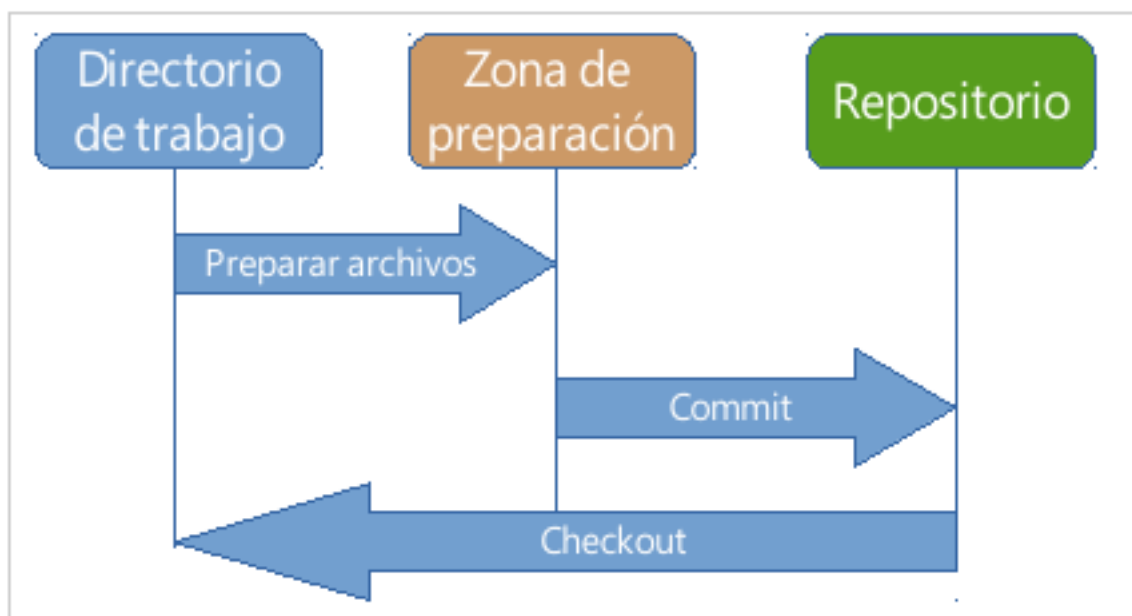 Directorio
de trabajo
Zona de
preparación
Repositorio
Preparar archivos
Commit
Checkout